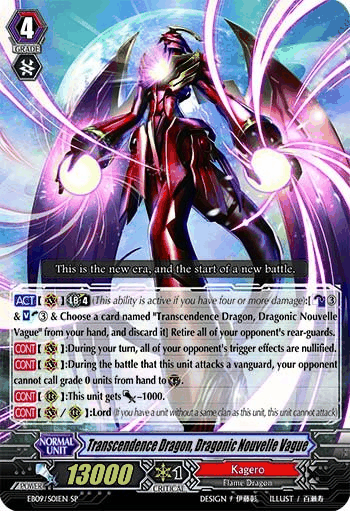 4
GRADE
This is the new era, and the start of a new battle.
ACT [ ] LB 4 (This ability is active if you have four or more damage):[ 3
& V 3 & Choose a card named "Transcendence Dragon, Dragonic Nouvelle
Vague" from your hand, and discard it] Retire all of your opponent's rear-guards.
CONT [ ]:During your turn, all of your opponent's trigger effects are nullified.
CONT [ ]:During the battle that this unit attacks a vanguard, your opponent
cannot call grade 0 units from hand to G.
CONT [ ]:This unit gets -1000.
CONT [ / ]:Lord (If you have a unit without a same clan as this unit, this unit cannot attack)
NORMAL
UNIT
Transcendence Dragon, Dragonic Nouvelle Vague
POWER
13000
1
CRITICAL
Kagero
Flame Dragon
EB09/S01EN SP
DESIGN / 伊藤彰 ILLUST / 百瀬寿